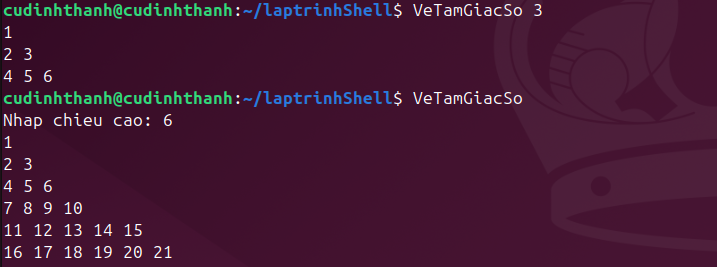 cudinhthanh@cudinhthanh:~/laptrinhShell$ VeTamGiacSo 3
1
2 3
4 5 6
cudinhthanh@cudinhthanh:~/laptrinhShell$ VeTamGiacSo
Nhap chieu cao: 6
1
2 3
4 5 6
7 8 9 10
11 12 13 14 15
16 17 18 19 20 21